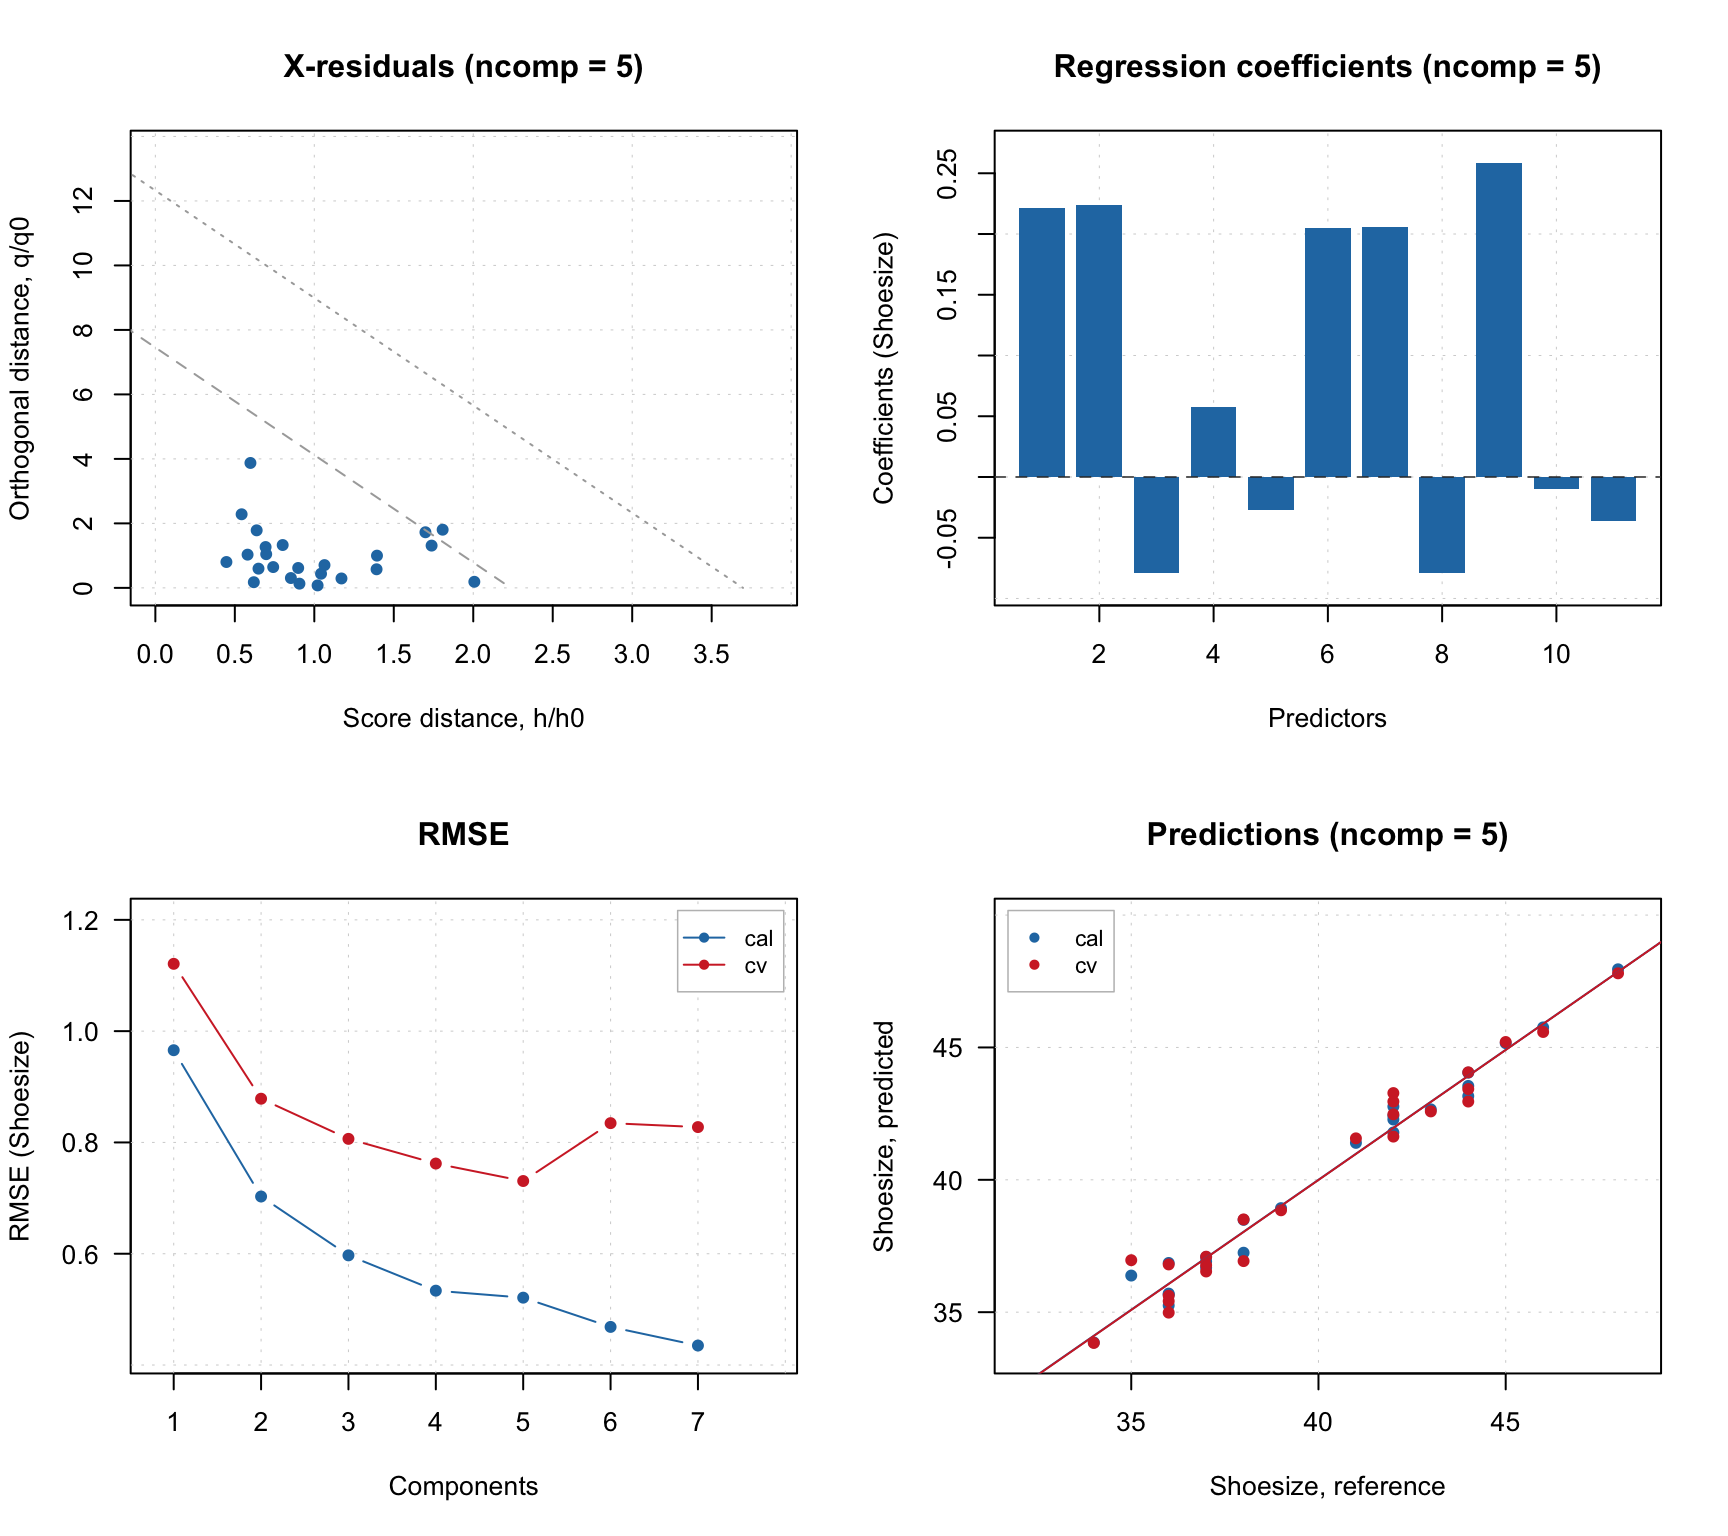 X-residuals (ncomp = 5)
Orthogonal distance, q/q0
12
10
8
6
4
2
0
0.0 0.5 1.0 1.5 2.0 2.5 3.0 3.5
Score distance, h/h0
Regression coefficients (ncomp = 5)
Coefficients (Shoesize)
0.25
0.15
0.05
-0.05
2 4 6 8 10
Predictors
RMSE
RMSE (Shoesize)
1.2
1.0
0.8
0.6
cal
cv
1 2 3 4 5 6 7
Components
Predictions (ncomp = 5)
Shoesize, predicted
cal
cv
45
40
35
35 40 45
Shoesize, reference